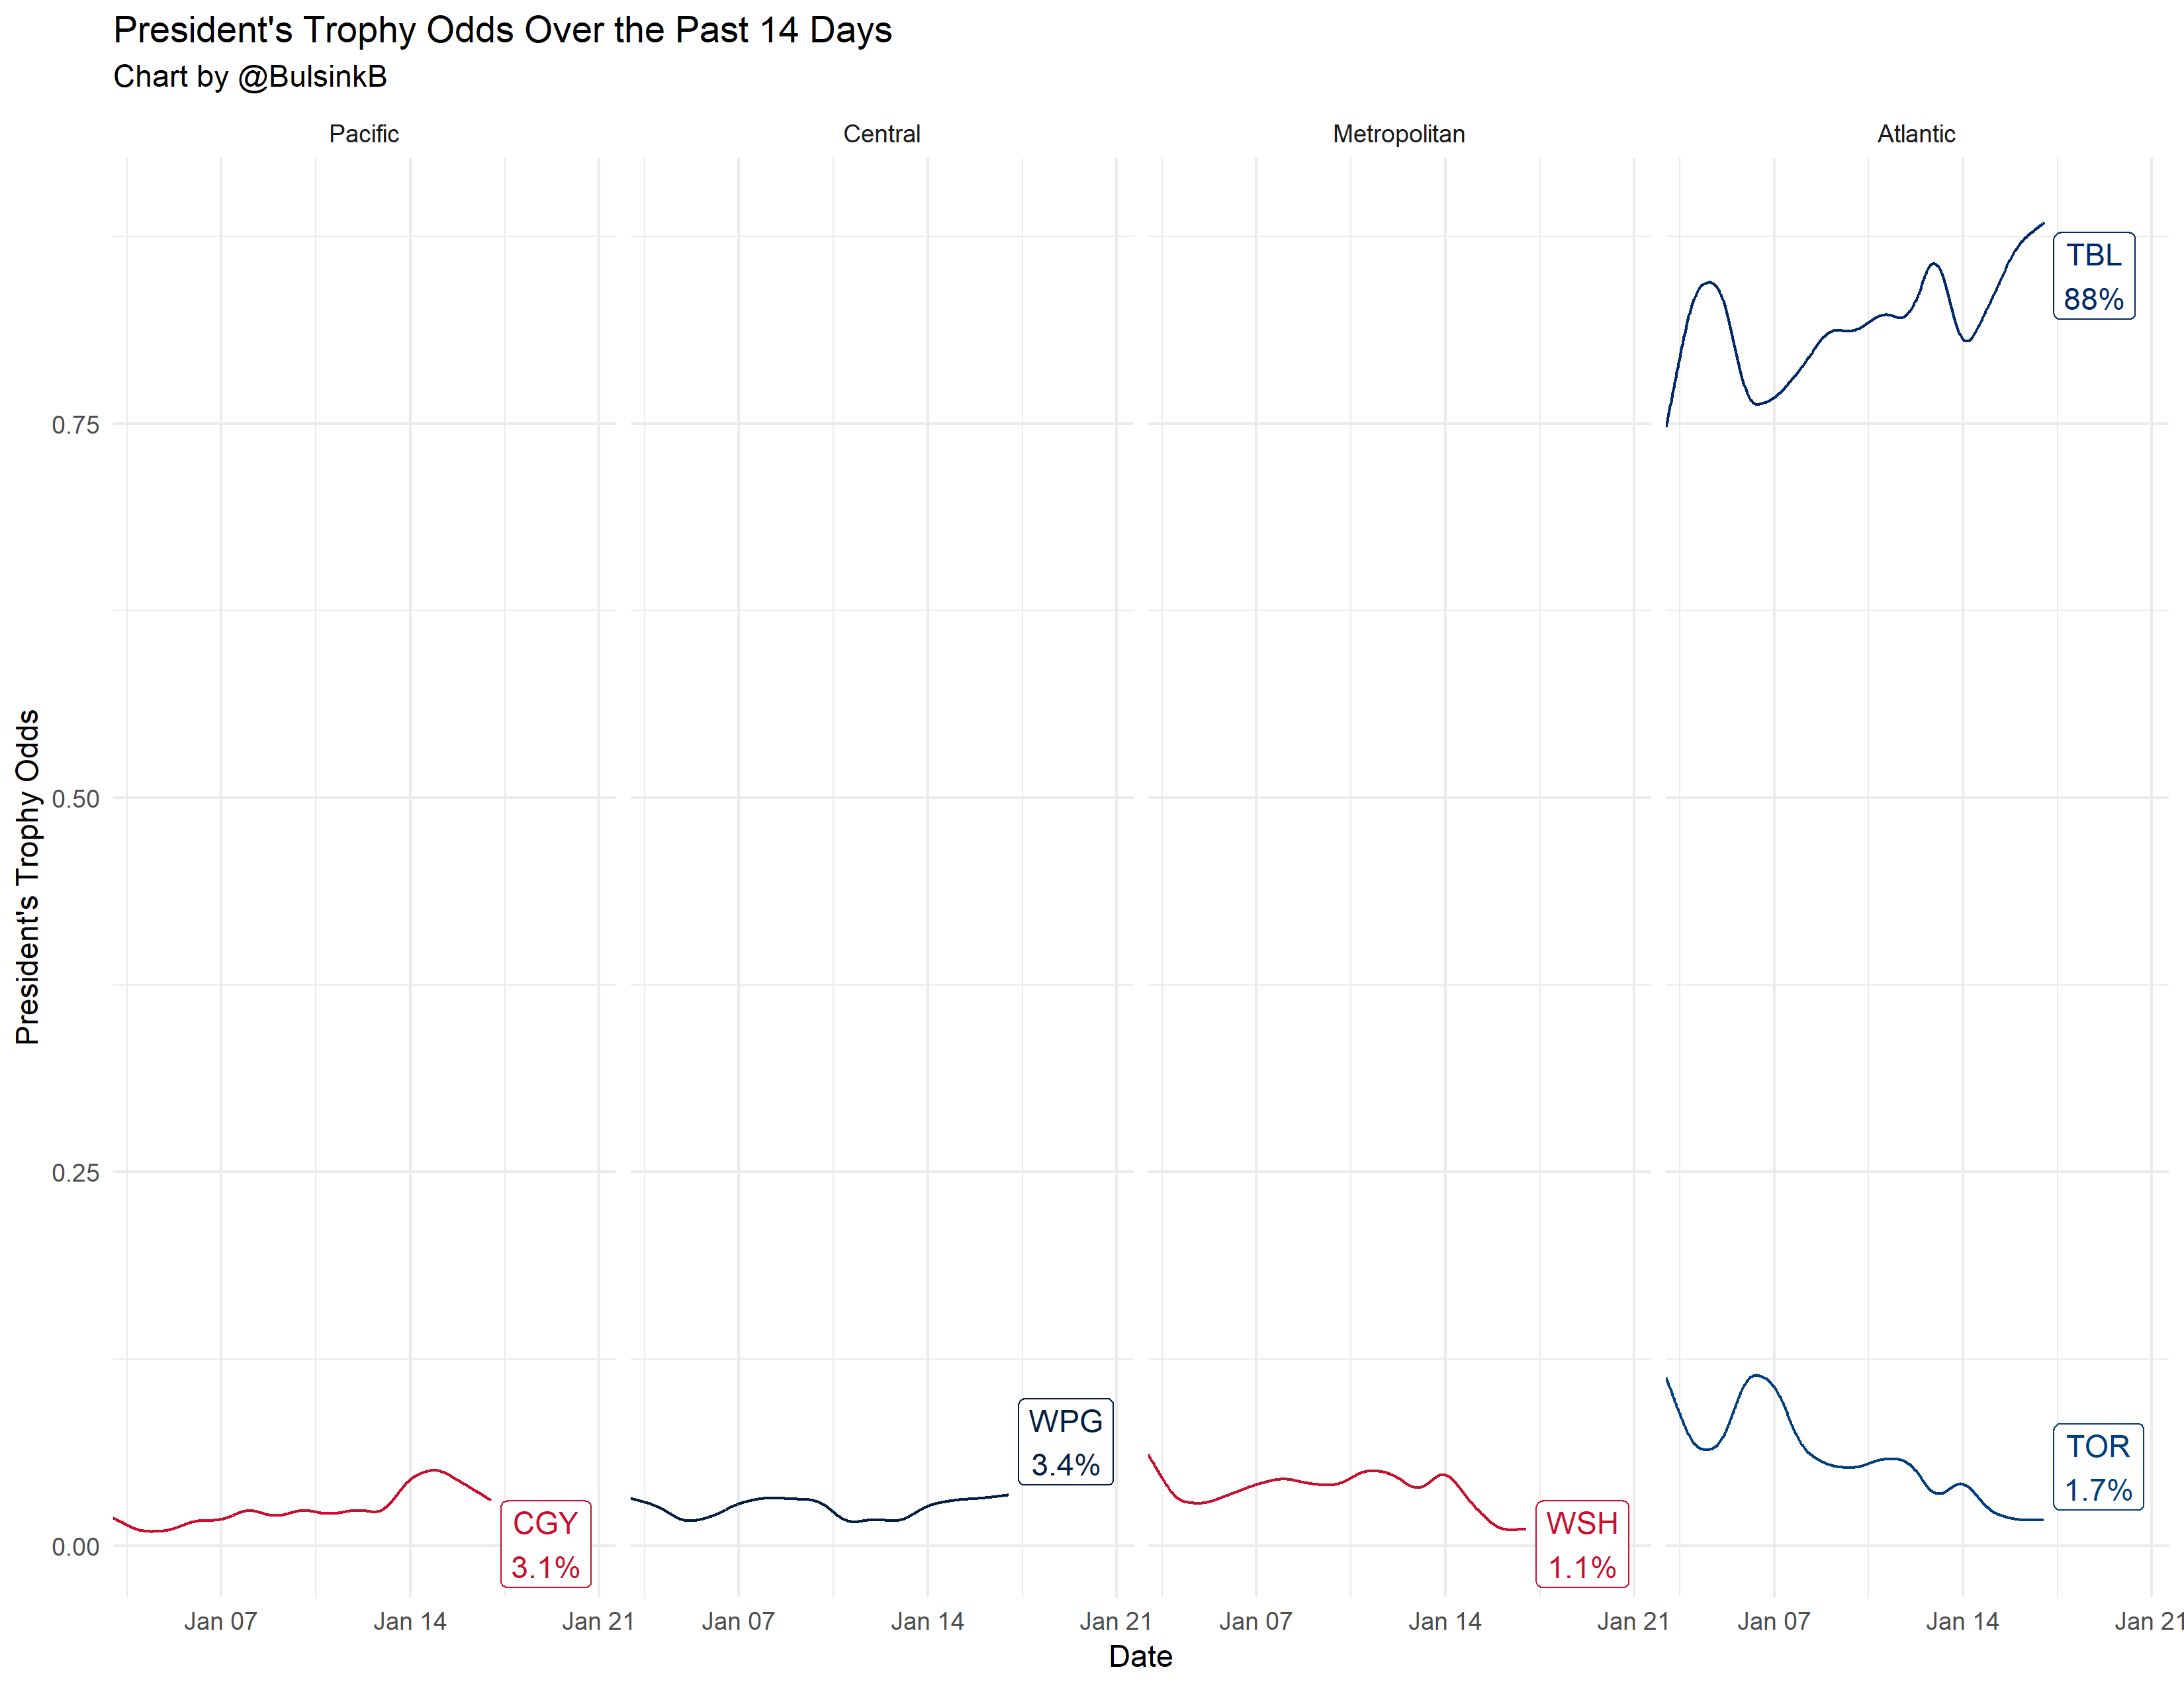 President's Trophy Odds Over the Past 14 Days
Chart by @BulsinkB
Pacific
Central
Metropolitan
Atlantic
President's Trophy Odds
0.75
0.50
0.25
0.00
TBL
88%
WPG
3.4%
TOR
1.7%
CGY
3.1%
WSH
1.1%
Jan 07
Jan 14
Jan 21
Jan 07
Jan 14
Jan 21
Jan 07
Jan 14
Jan 21
Jan 07
Jan 14
Jan 21
Date